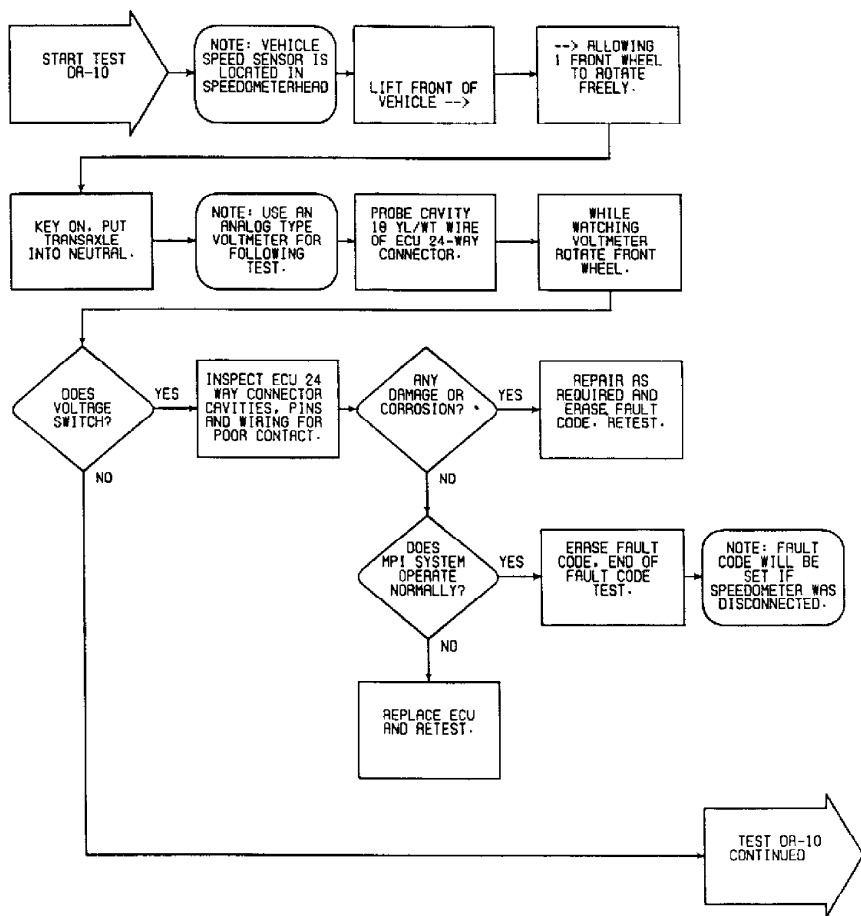 START TEST
DR-10
NOTE: VEHICLE
SPEED SENSOR IS
LOCATED IN
SPEEDOMETERHEAD
LIFT FRONT OF
VEHICLE -->
--> ALLOWING
1 FRONT WHEEL
TO ROTATE
FREELY.
KEY ON, PUT
TRANSAXLE
INTO NEUTRAL.
NOTE: USE AN
ANALOG TYPE
VOLTMETER FOR
FOLLOWING
TEST.
PROBE CAVITY
18 YL/WT WIRE
OF ECU 24-WAY
CONNECTOR.
WHILE
WATCHING
VOLTMETER
ROTATE FRONT
WHEEL.
DOES
VOLTAGE
SWITCH?
YES
NO
INSPECT ECU 24
WAY CONNECTOR
CAVITIES, PINS
AND WIRING FOR
POOR CONTACT.
ANY
DAMAGE OR
CORROSION?
YES
NO
REPAIR AS
REQUIRED AND
ERASE FAULT
CODE. RETEST.
DOES
MPI SYSTEM
OPERATE
NORMALLY?
YES
NO
ERASE FAULT
CODE, END OF
FAULT CODE
TEST.
NOTE: FAULT
CODE WILL BE
SET IF
SPEEDOMETER WAS
DISCONNECTED.
REPLACE ECU
AND RETEST.
TEST DR-10
CONTINUED